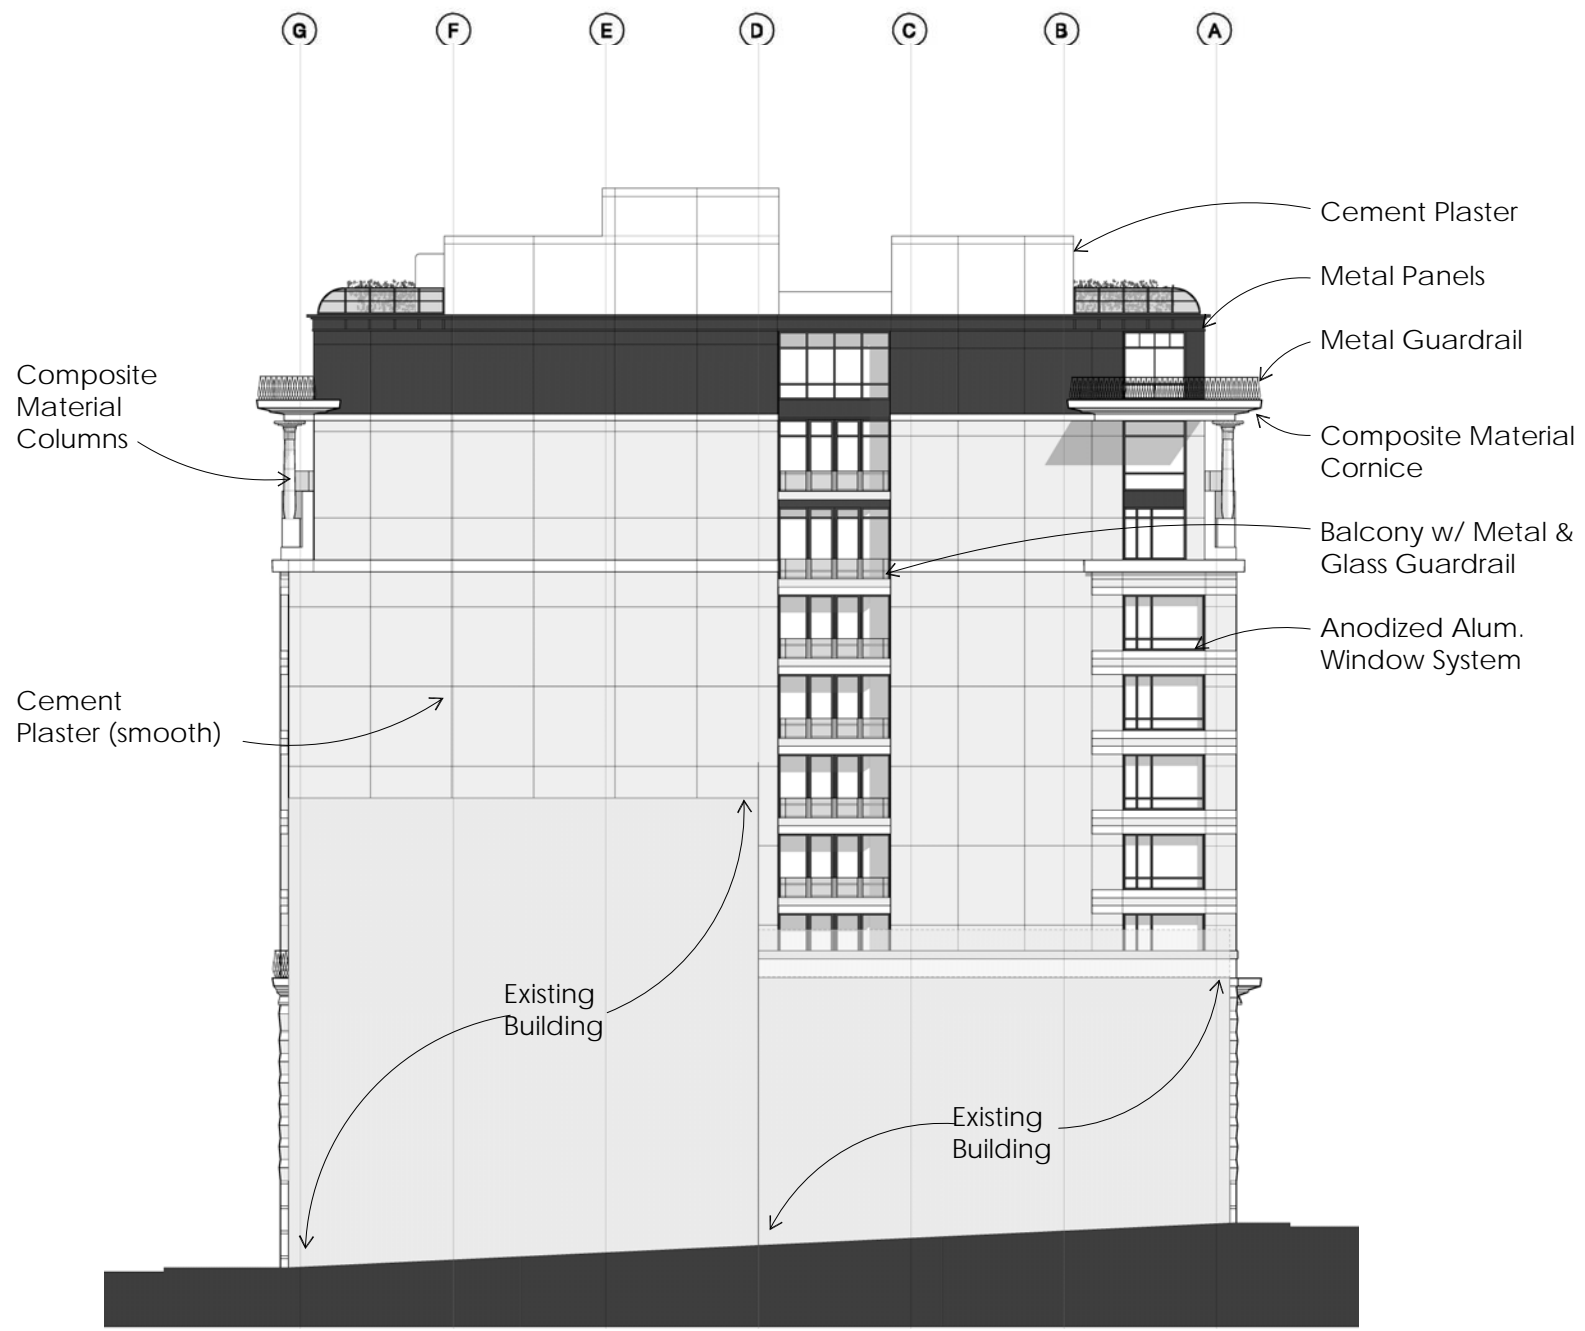 G F E D C B A
Cement Plaster
Metal Panels
Metal Guardrail
Composite
Material
Columns
Composite Material
Cornice
Balcony w/ Metal &
Glass Guardrail
Anodized Alum.
Window System
Cement
Plaster (smooth)
Existing
Building
Existing
Building